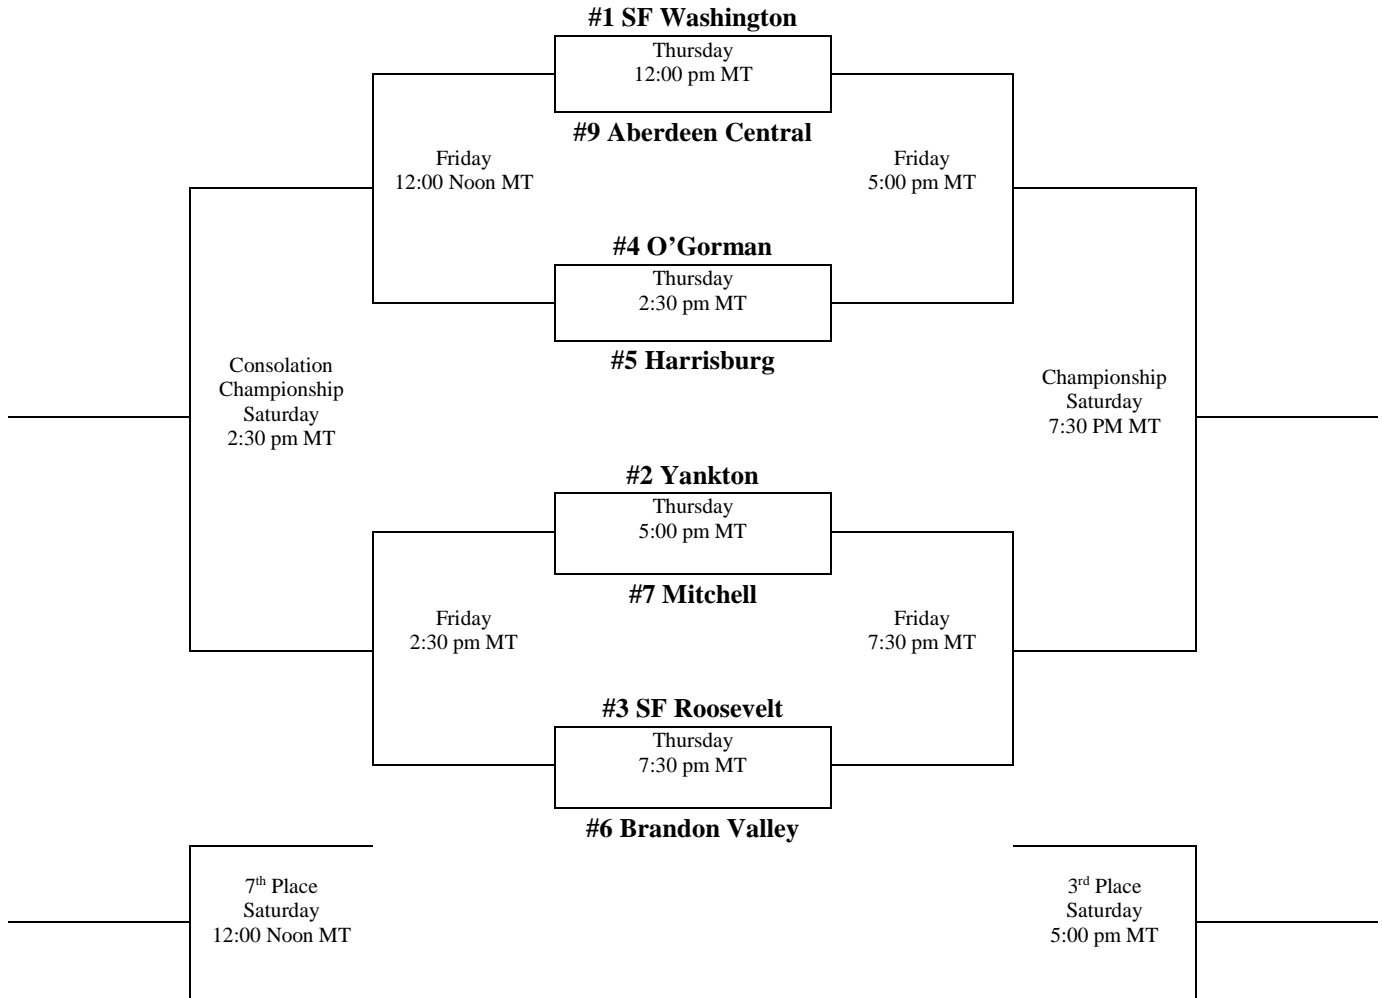 #1 SF Washington
Thursday
12:00 pm MT
#9 Aberdeen Central
Friday
12:00 Noon MT
Friday
5:00 pm MT
#4 O’Gorman
Thursday
2:30 pm MT
#5 Harrisburg
Consolation
Championship
Saturday
2:30 pm MT
Championship
Saturday
7:30 PM MT
#2 Yankton
Thursday
5:00 pm MT
#7 Mitchell
Friday
2:30 pm MT
Friday
7:30 pm MT
#3 SF Roosevelt
Thursday
7:30 pm MT
#6 Brandon Valley
7th Place
Saturday
12:00 Noon MT
3rd Place
Saturday
5:00 pm MT